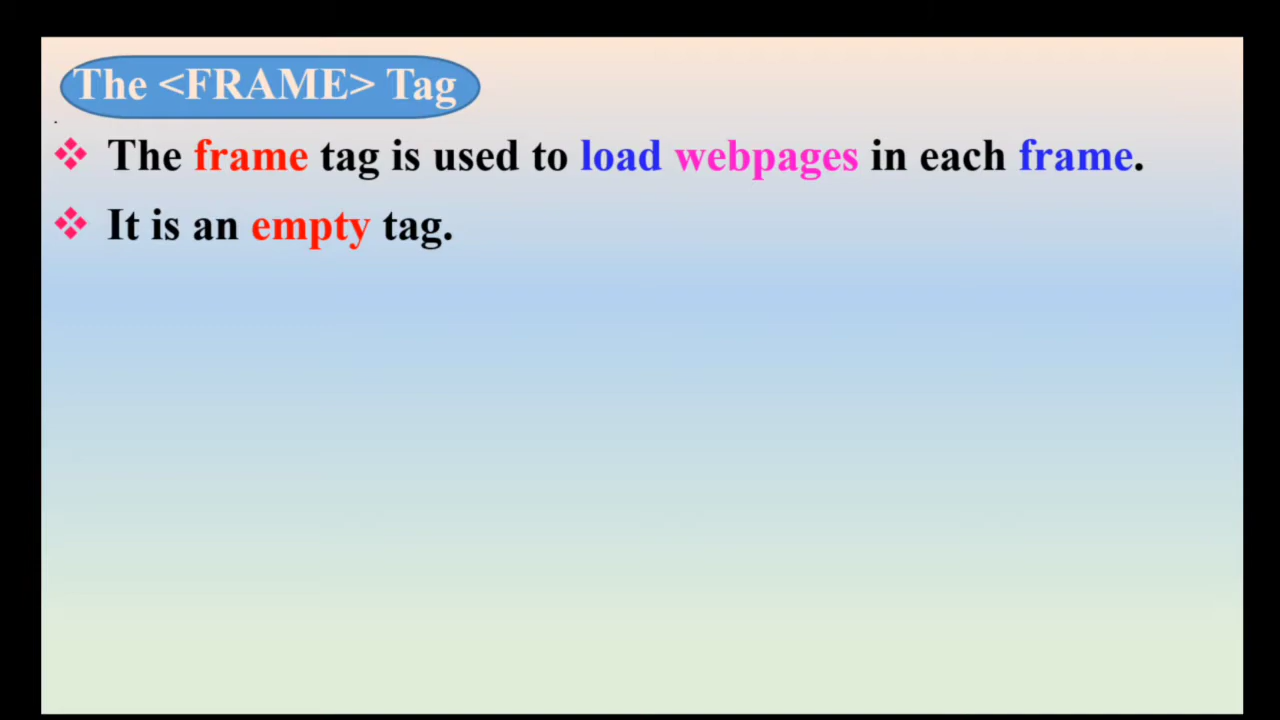 The <FRAME> Tag
The frame tag is used to load webpages in each frame.
It is an empty tag.